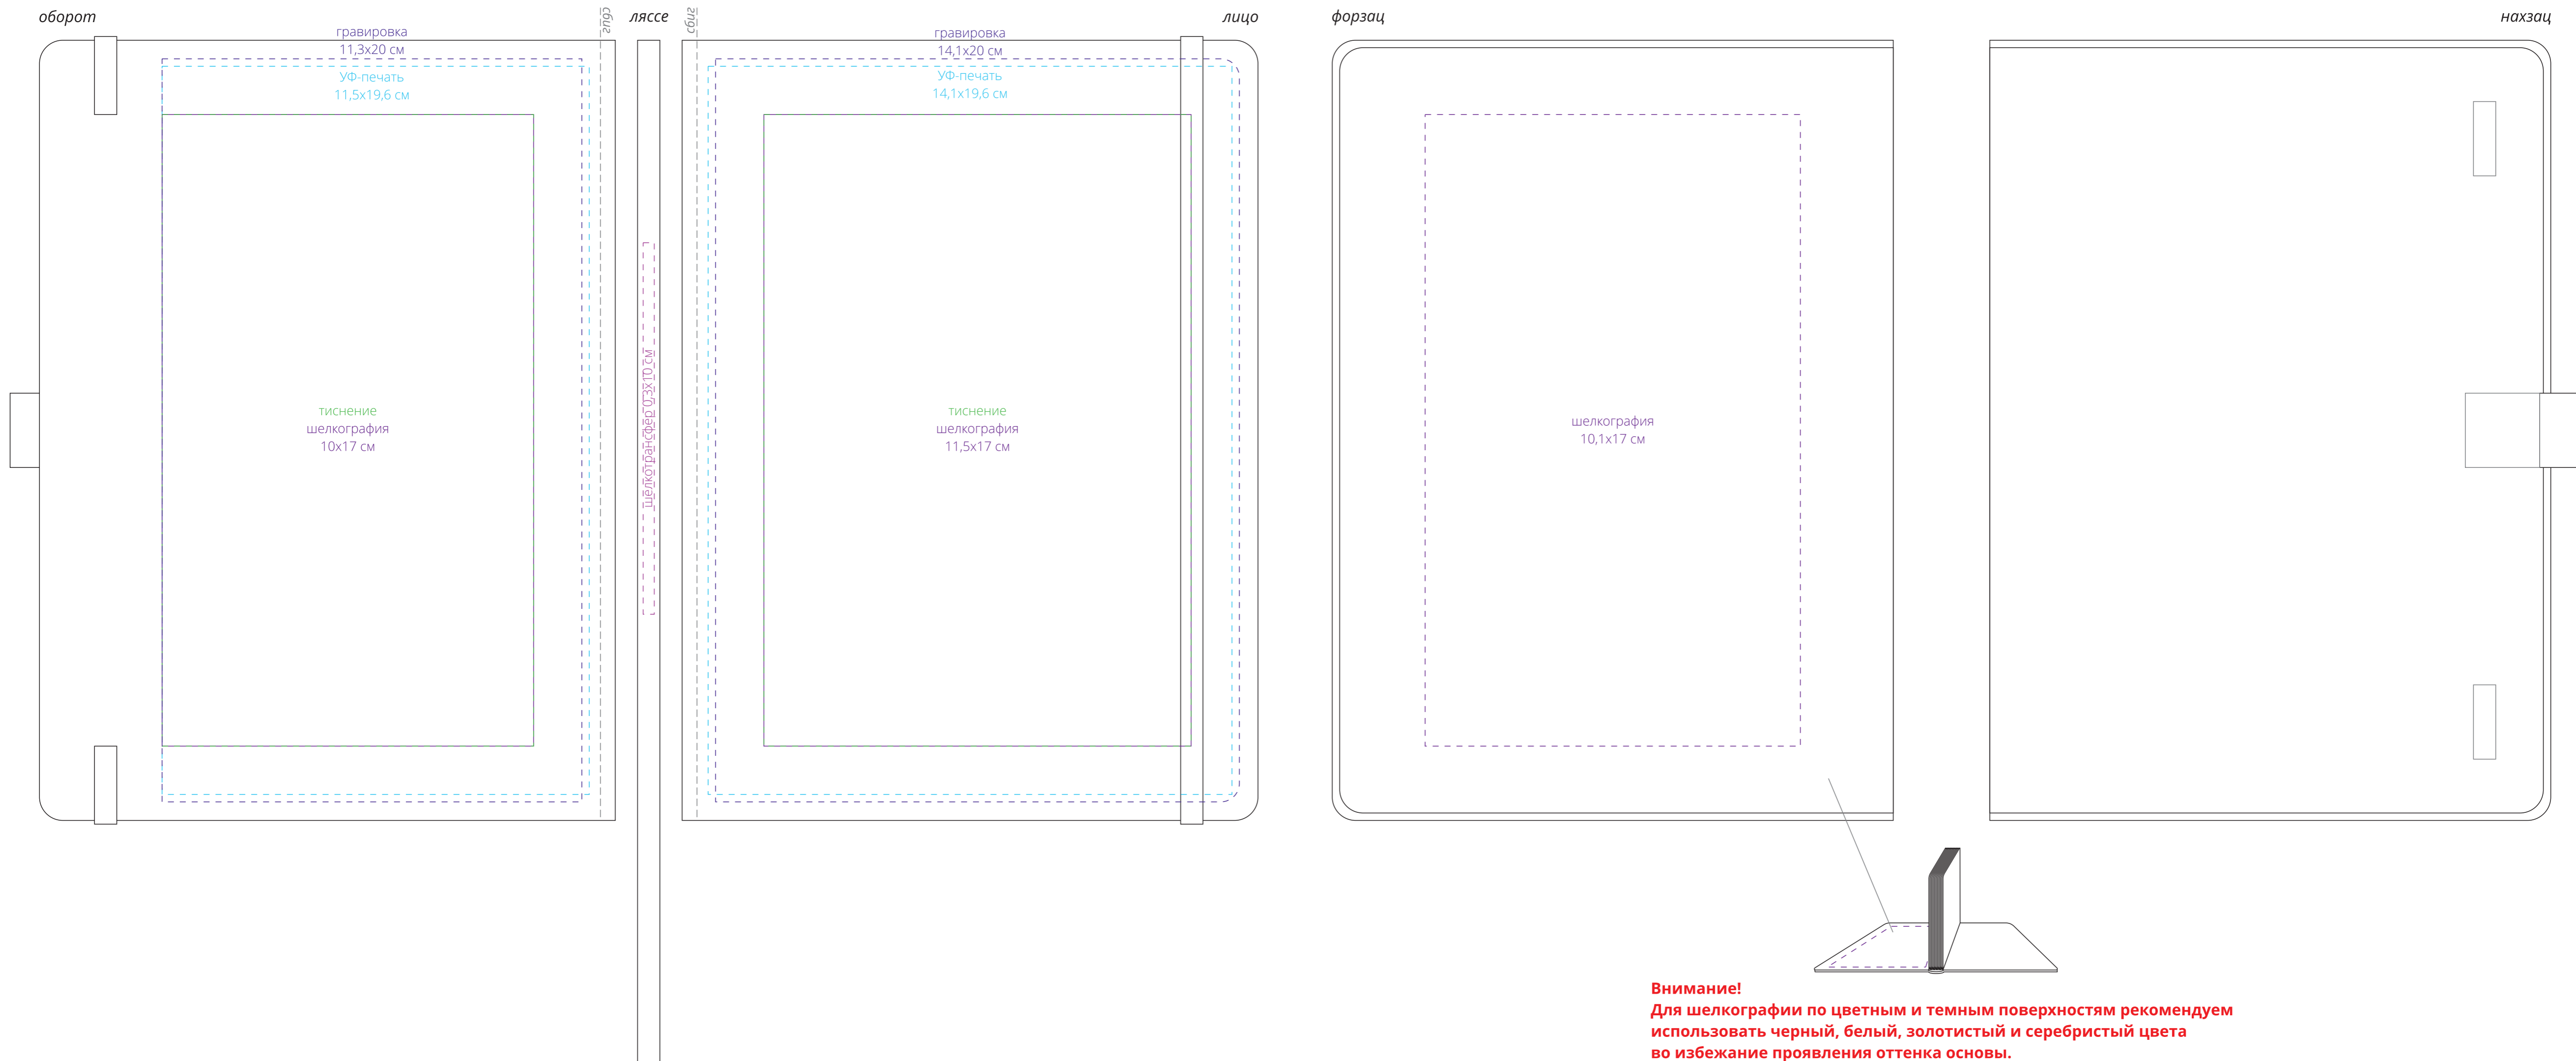 оборот
сгиб
ляссе
сбиг
лицо
форзац
нахзац
гравировка
11,3х20 см
УФ-печать
11,5х19,6 см
тиснение
шелкография
10х17 см
шелкотрансфер 0,3х10 см
гравировка
14,1х20 см
УФ-печать
14,1х19,6 см
тиснение
шелкография
11,5х17 см
шелкография
10,1х17 см
Внимание!
Для шелкографии по цветным и темным поверхностям рекомендуем
использовать черный, белый, золотистый и серебристый цвета
во избежание проявления оттенка основы.